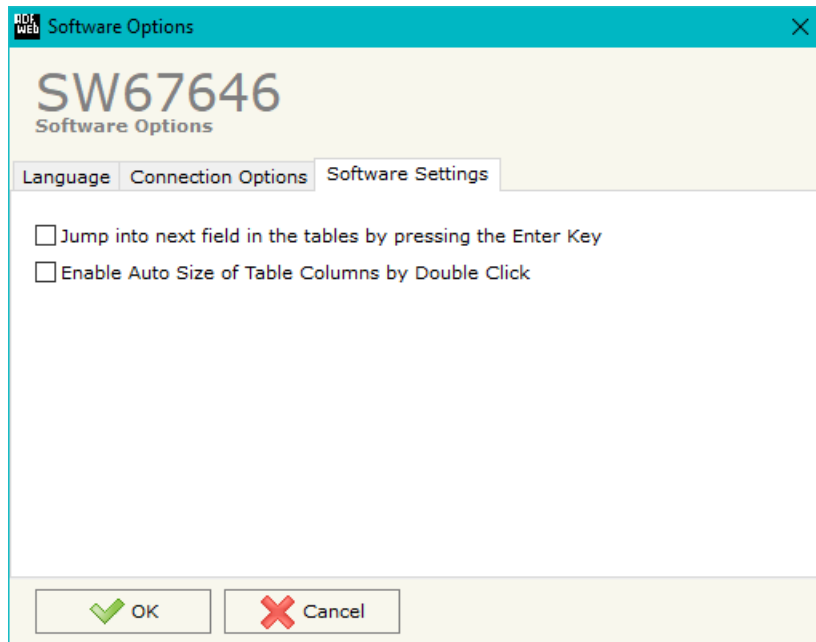 ADF
WEB
Software Options
SW67646
Software Options
Language
Connection Options
Software Settings
Jump into next field in the tables by pressing the Enter Key
Enable Auto Size of Table Columns by Double Click
OK
Cancel